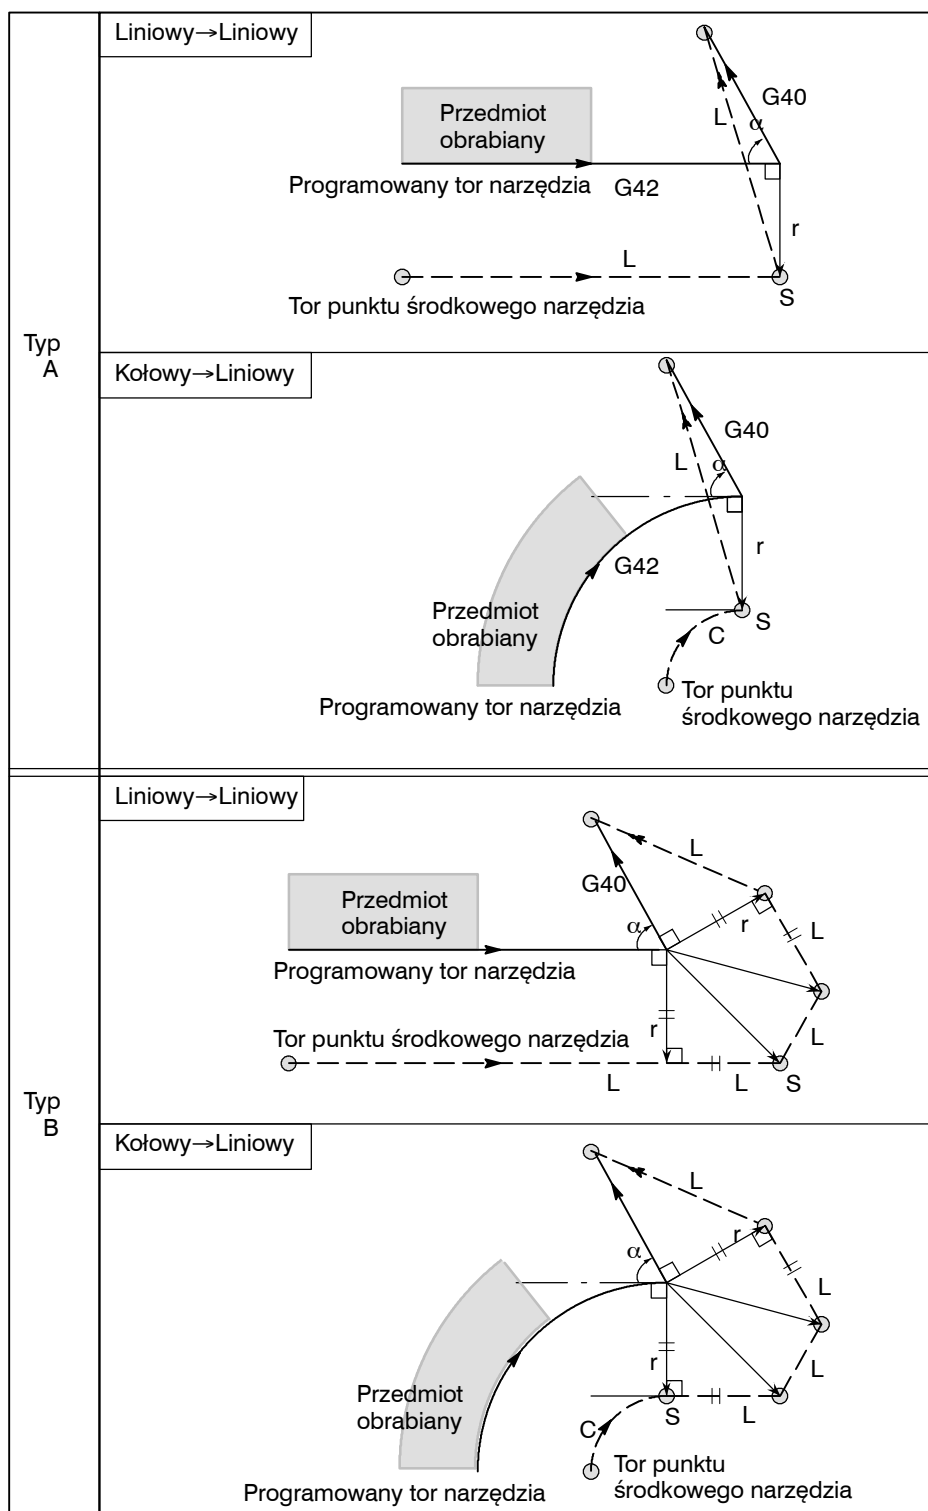 Typ
A
Liniowy→Liniowy
Przedmiot
obrabiany
G40
L
α
Programowany tor narzędzia
G42
r
L
S
Tor punktu środkowego narzędzia
Kołowy→Liniowy
G40
L
α
r
G42
Przedmiot
obrabiany
S
C
Programowany tor narzędzia
Tor punktu
środkowego narzędzia
Typ
B
Liniowy→Liniowy
L
G40
Przedmiot
obrabiany
α
r
L
Programowany tor narzędzia
r
L
Tor punktu środkowego narzędzia
L
L
S
Kołowy→Liniowy
L
α
r
L
r
L
Przedmiot
obrabiany
S
L
C
Tor punktu
środkowego narzędzia
Programowany tor narzędzia